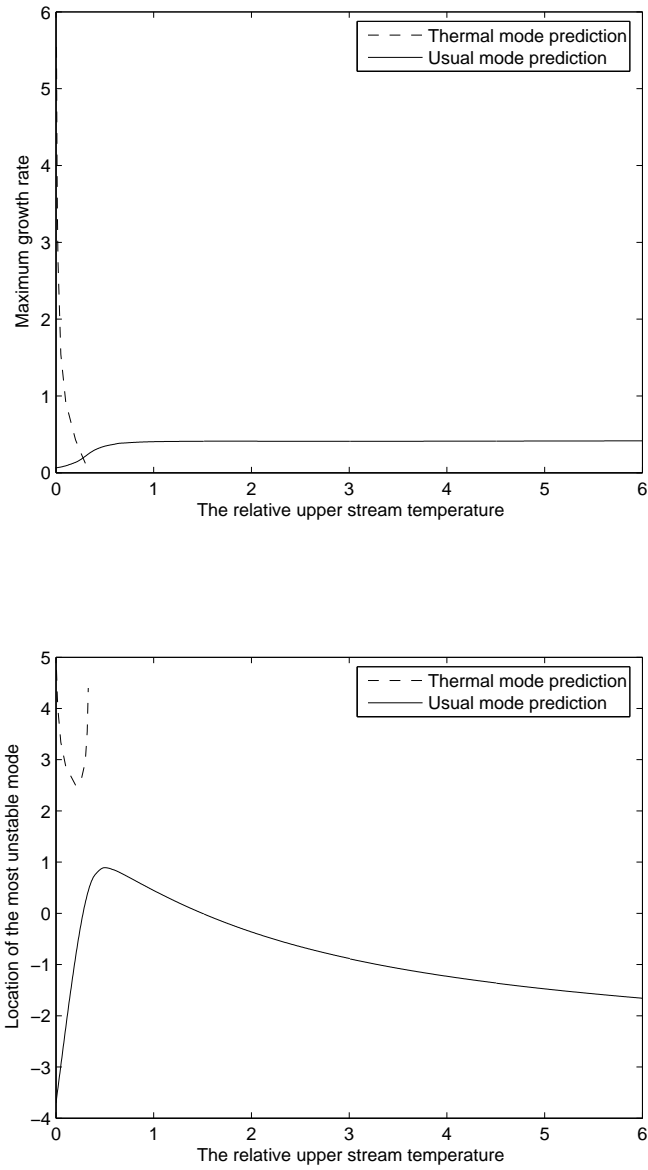 6
5
4
3
2
1
0
Maximum growth rate
Thermal mode prediction
Usual mode prediction
0 1 2 3 4 5 6
The relative upper stream temperature
5
4
3
2
1
0
−1
−2
−3
−4
Location of the most unstable mode
Thermal mode prediction
Usual mode prediction
0 1 2 3 4 5 6
The relative upper stream temperature